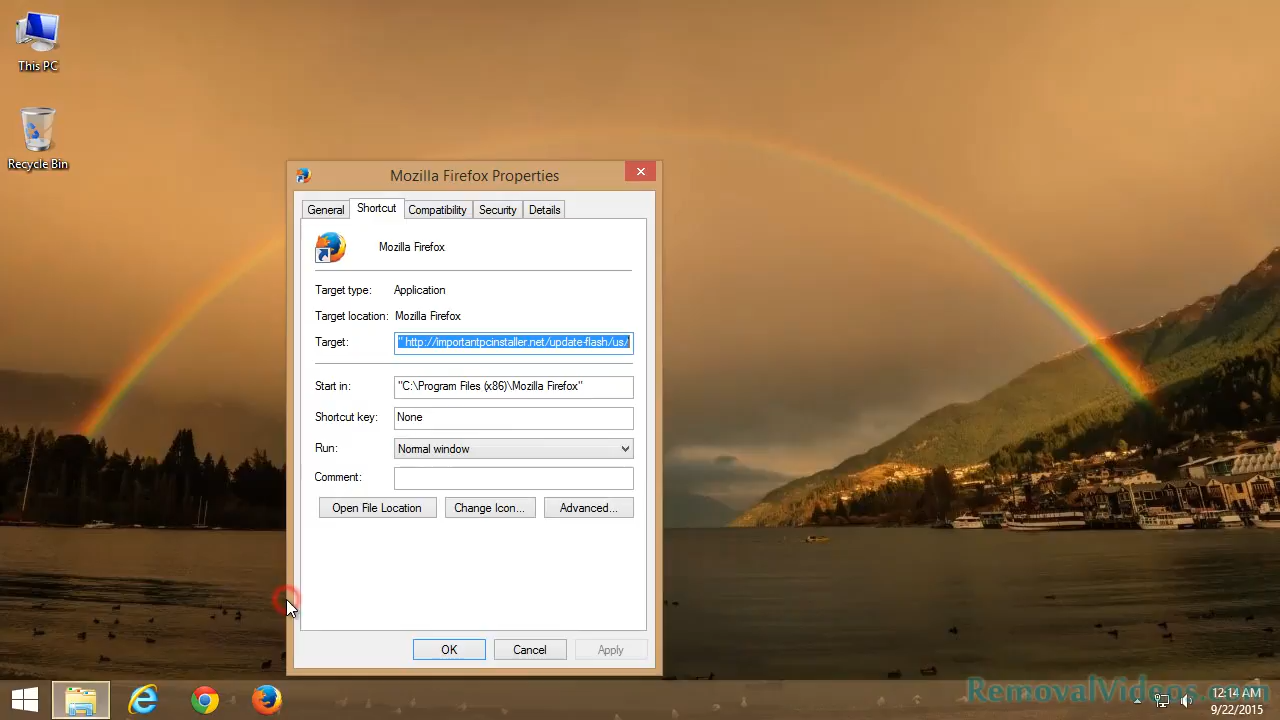 This PC
Recycle Bin
Mozilla Firefox Properties
General Shortcut Compatibility Security Details
Mozilla Firefox
Target type: Application
Target location: Mozilla Firefox
Target: " http://importantpcinstaller.net/update-flash/us/
Start in: "C:\Program Files (x86)\Mozilla Firefox"
Shortcut key: None
Run: Normal window
Comment:
Open File Location Change Icon... Advanced...
OK Cancel Apply
RemovalVideos.com
12:14 AM
9/22/2015